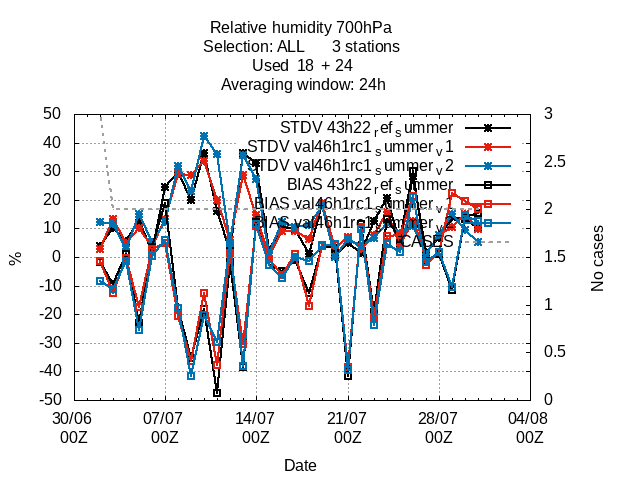 Relative humidity 700hPa
Selection: ALL 3 stations
Used 18 + 24
Averaging window: 24h
50
40
30
20
10
0
-10
-20
-30
-40
-50
%
3
2.5
2
1.5
1
0.5
0
No cases
STDV 43h22_ref_summer
STDV val46h1rc1_summer_v1
STDV val46h1rc1_summer_v2
BIAS 43h22_ref_summer
BIAS val46h1rc1_summer_v1
BIAS val46h1rc1_summer_v2
CASES
30/06 07/07 14/07 21/07 28/07 04/08
00Z 00Z 00Z 00Z 00Z 00Z
Date